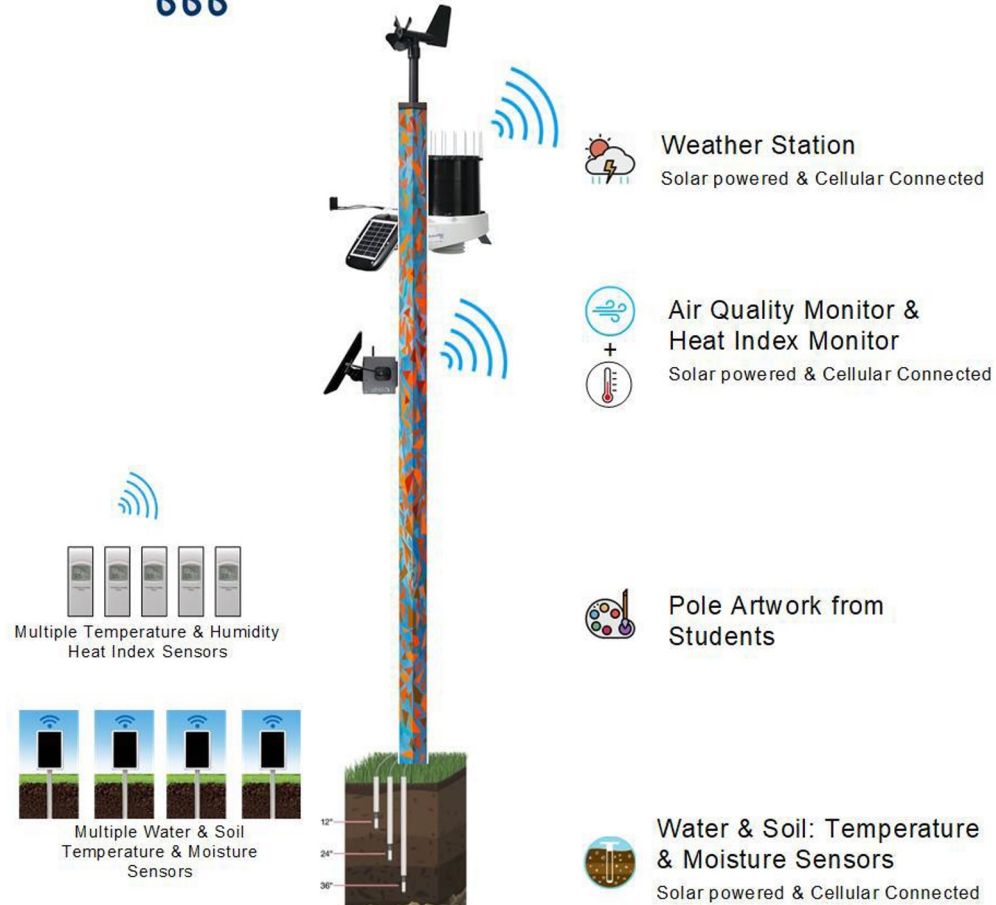 Weather Station
Solar powered & Cellular Connected
Air Quality Monitor &
Heat Index Monitor
Solar powered & Cellular Connected
+
Multiple Temperature & Humidity
Heat Index Sensors
Pole Artwork from
Students
Multiple Water & Soil
Temperature & Moisture
Sensors
12"
24"
36"
Water & Soil: Temperature
& Moisture Sensors
Solar powered & Cellular Connected